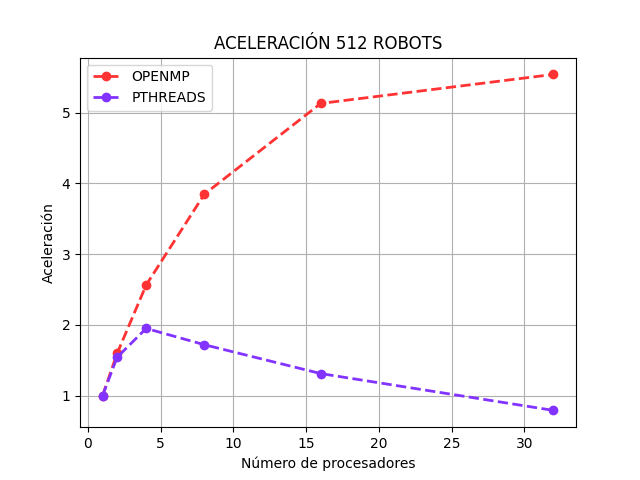 ACELERACIÓN 512 ROBOTS
OPENMP
PTHREADS
5
4
3
2
1
Aceleración
0 5 10 15 20 25 30
Número de procesadores